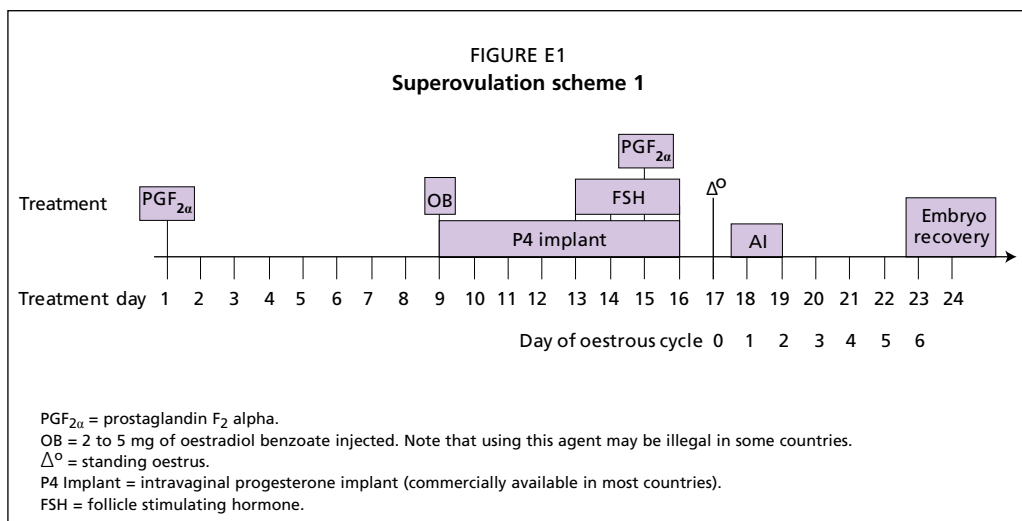 FIGURE E1
Superovulation scheme 1
PGF2α
Treatment
PGF2α
OB
FSH
Δº
Embryo
recovery
P4 implant
AI
Treatment day 1 2 3 4 5 6 7 8 9 10 11 12 13 14 15 16 17 18 19 20 21 22 23 24
Day of oestrous cycle 0 1 2 3 4 5 6
PGF2α = prostaglandin F2 alpha.
OB = 2 to 5 mg of oestradiol benzoate injected. Note that using this agent may be illegal in some countries.
Δº = standing oestrus.
P4 Implant = intravaginal progesterone implant (commercially available in most countries).
FSH = follicle stimulating hormone.